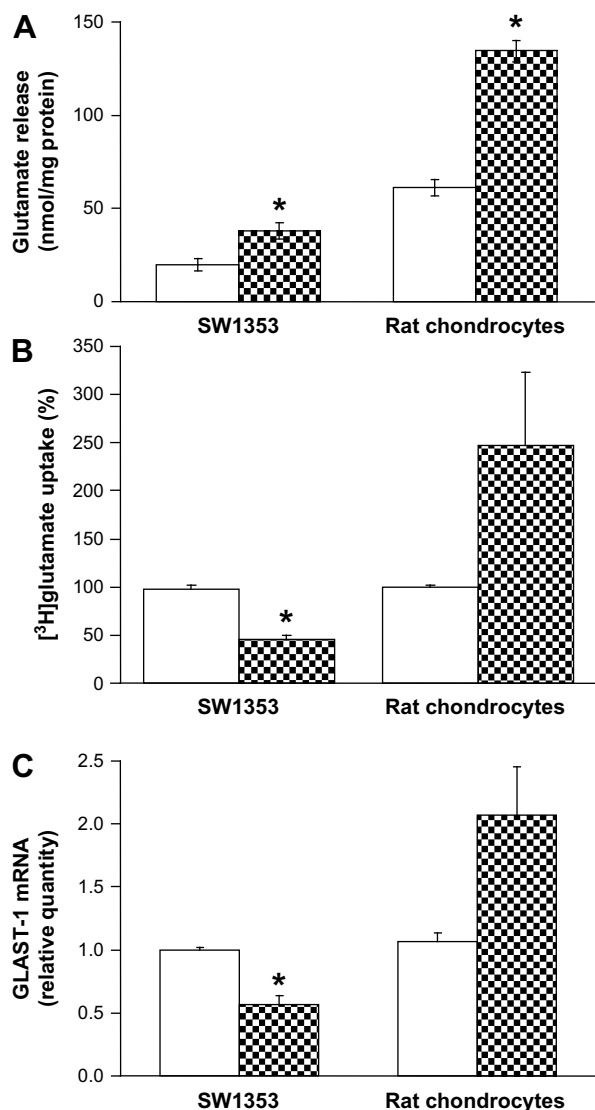 A
Glutamate release
(nmol/mg protein)
150
100
50
0
*
*
SW1353 Rat chondrocytes
B
[³H]glutamate uptake (%)
350
300
250
200
150
100
50
0
*
SW1353 Rat chondrocytes
C
GLAST-1 mRNA
(relative quantity)
2.5
2.0
1.5
1.0
0.5
0.0
*
SW1353 Rat chondrocytes